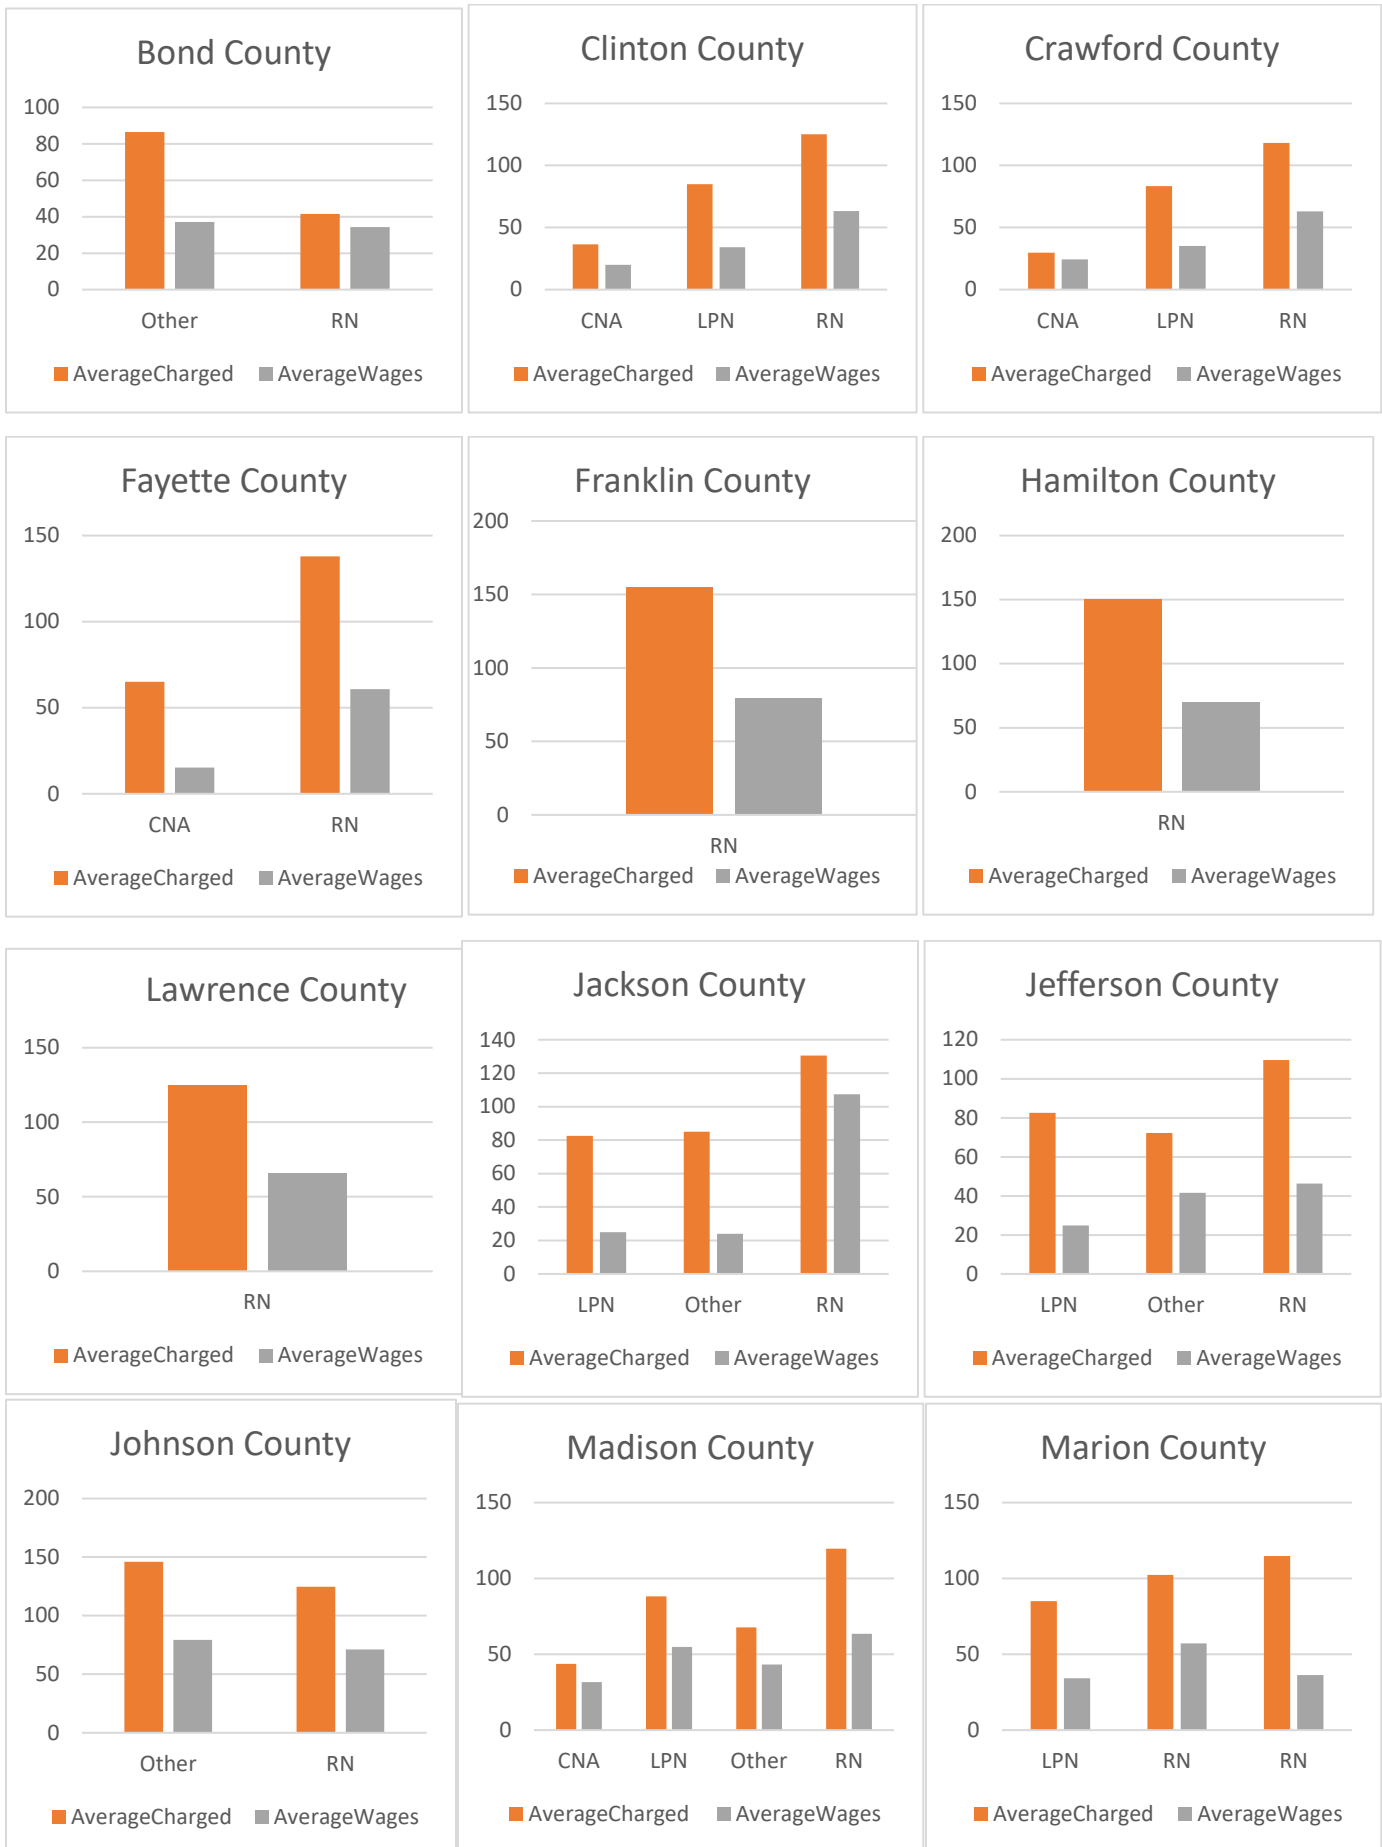 Bond County
100
80
60
40
20
0
Other RN
AverageCharged AverageWages
Clinton County
150
100
50
0
CNA LPN RN
AverageCharged AverageWages
Crawford County
150
100
50
0
CNA LPN RN
AverageCharged AverageWages
Fayette County
150
100
50
0
CNA RN
AverageCharged AverageWages
Franklin County
200
150
100
50
0
RN
AverageCharged AverageWages
Hamilton County
200
150
100
50
0
RN
AverageCharged AverageWages
Lawrence County
150
100
50
0
RN
AverageCharged AverageWages
Jackson County
140
120
100
80
60
40
20
0
LPN Other RN
AverageCharged AverageWages
Jefferson County
120
100
80
60
40
20
0
LPN Other RN
AverageCharged AverageWages
Johnson County
200
150
100
50
0
Other RN
AverageCharged AverageWages
Madison County
150
100
50
0
CNA LPN Other RN
AverageCharged AverageWages
Marion County
150
100
50
0
LPN RN RN
AverageCharged AverageWages